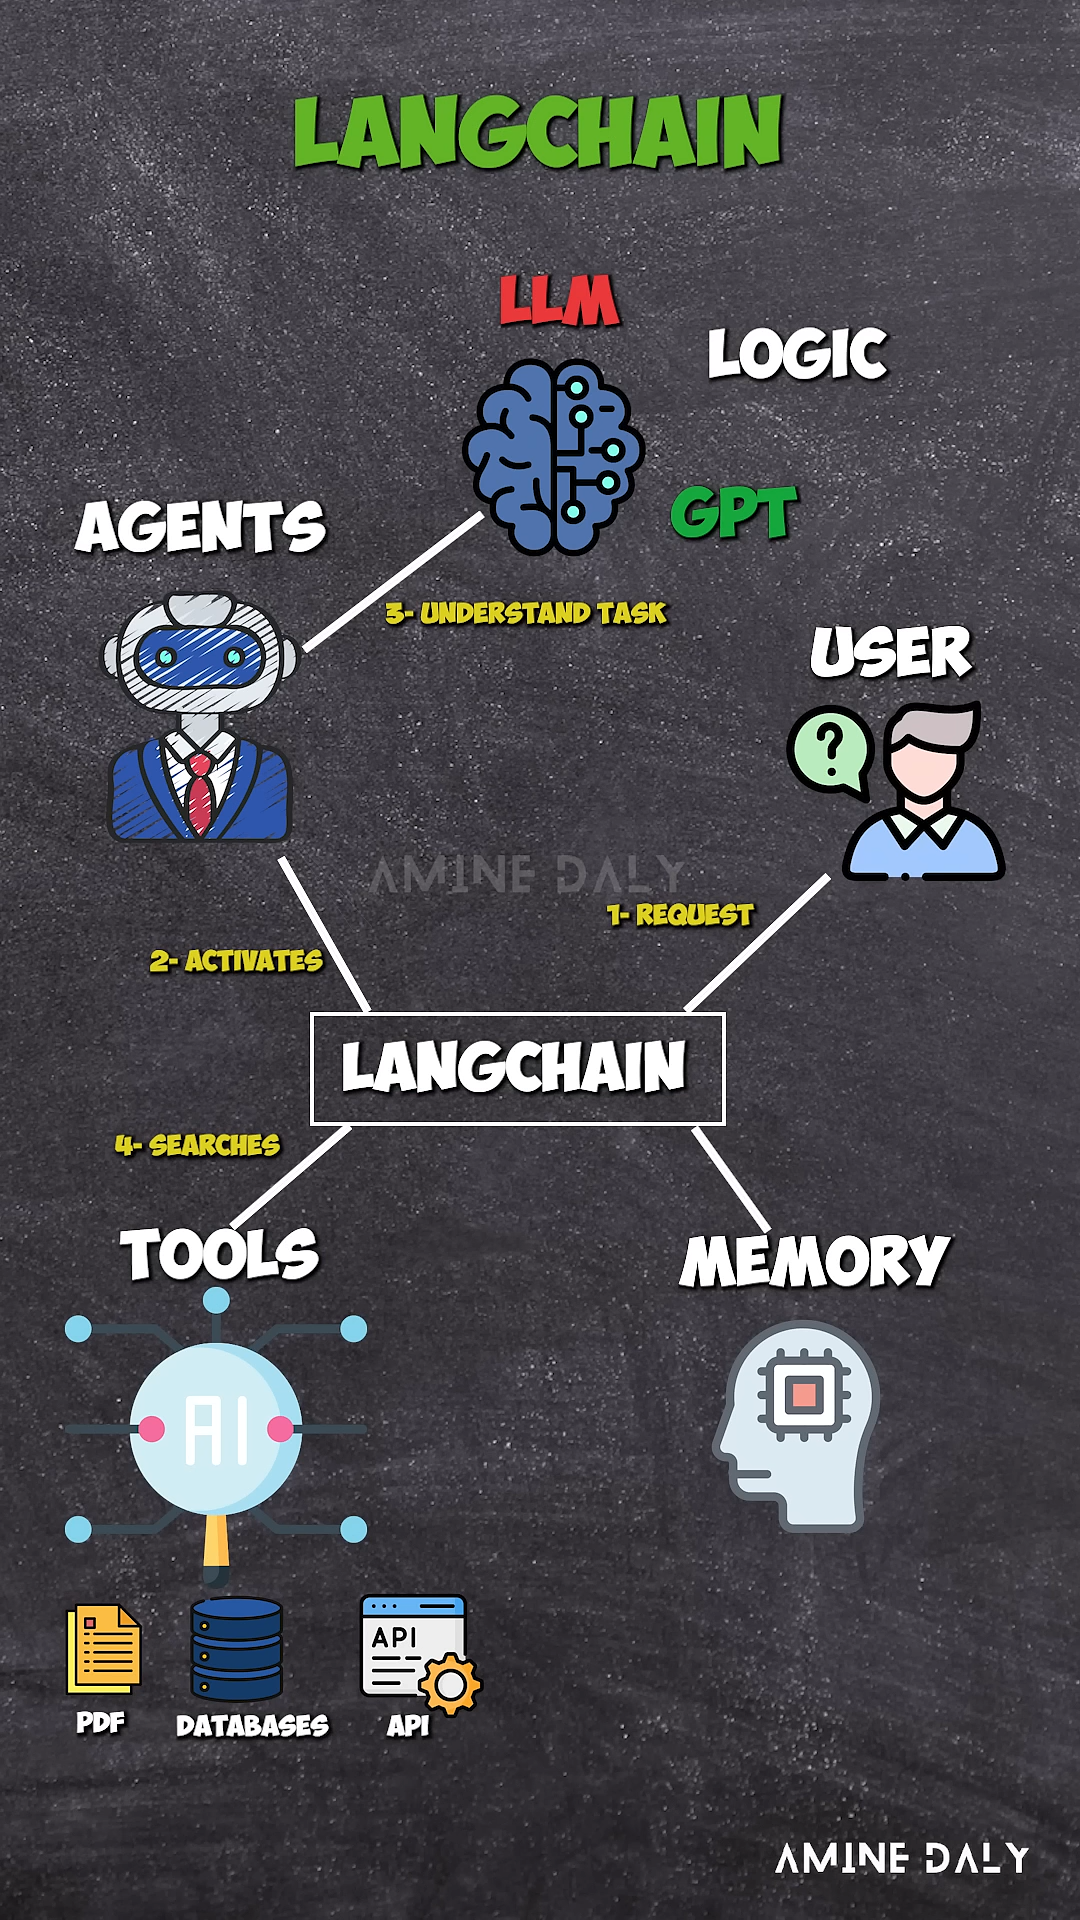 LANGCHAIN
LLM
LOGIC
GPT
AGENTS
3- UNDERSTAND TASK
USER
?
AMINE DALY
1- REQUEST
2- ACTIVATES
LANGCHAIN
4- SEARCHES
TOOLS
MEMORY
AI
API
PDF
DATABASES
API
AMINE DALY